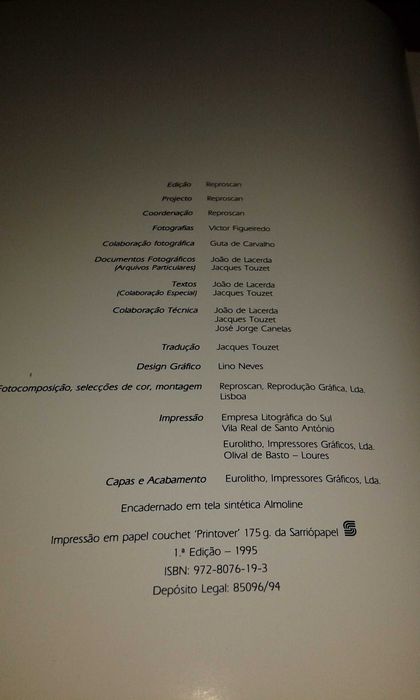 Edição Reproscan
Projecto Reproscan
Coordenação Reproscan
Fotografias Victor Figueiredo
Colaboração fotográfica Guta de Carvalho
Documentos Fotográficos João de Lacerda
(Arquivos Particulares) Jacques Touzet
Textos João de Lacerda
(Colaboração Especial) Jacques Touzet
Colaboração Técnica João de Lacerda
Jacques Touzet
José Jorge Canelas
Tradução Jacques Touzet
Design Gráfico Lino Neves
Fotocomposição, selecções de cor, montagem Reproscan, Reprodução Gráfica, Lda.
Lisboa
Impressão Empresa Litográfica do Sul
Vila Real de Santo António
Eurolitho, Impressores Gráficos, Lda.
Olival de Basto – Loures
Capas e Acabamento Eurolitho, Impressores Gráficos, Lda.
Encadernado em tela sintética Almoline
Impressão em papel couchet 'Printover' 175 g. da Sarriópapel
1.ª Edição – 1995
ISBN: 972-8076-19-3
Depósito Legal: 85096/94